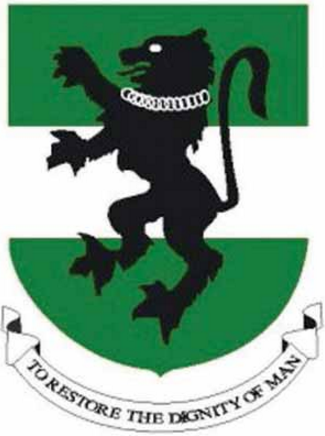 TO RESTORE THE DIGNITY OF MAN